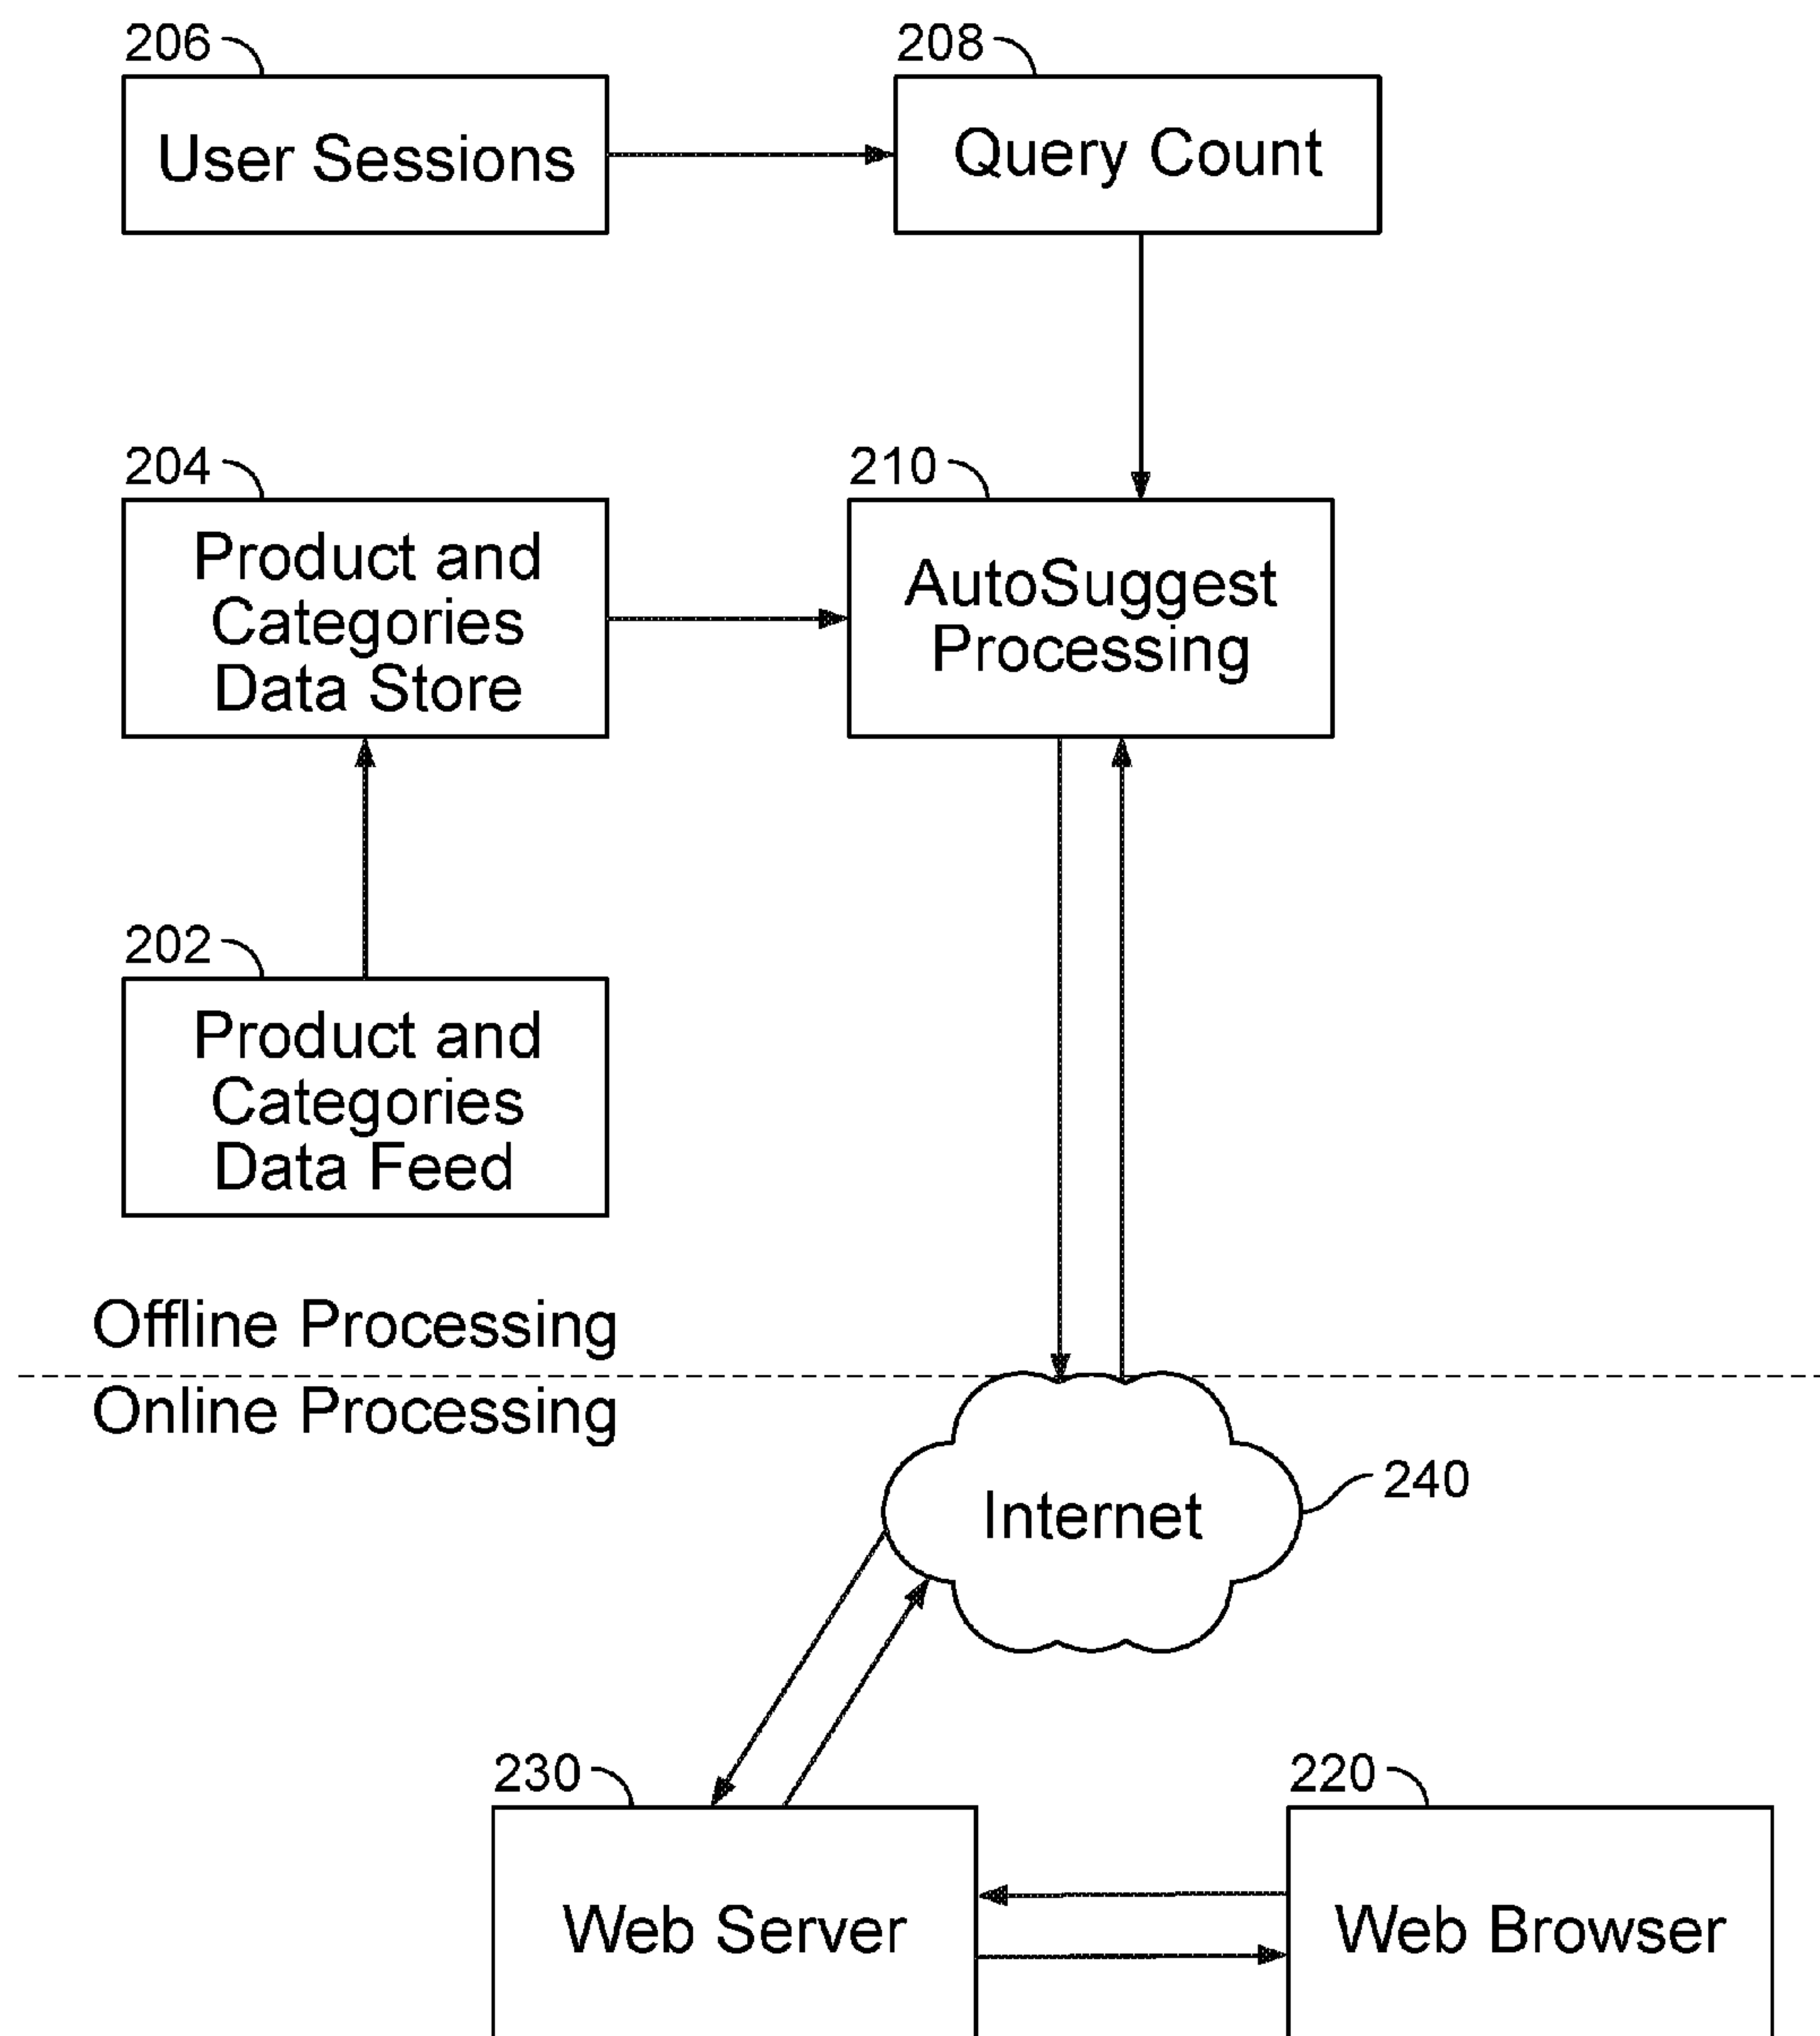 206
208
User Sessions
Query Count
204
210
Product and
Categories
Data Store
AutoSuggest
Processing
202
Product and
Categories
Data Feed
Offline Processing
Online Processing
Internet
240
230
220
Web Server
Web Browser